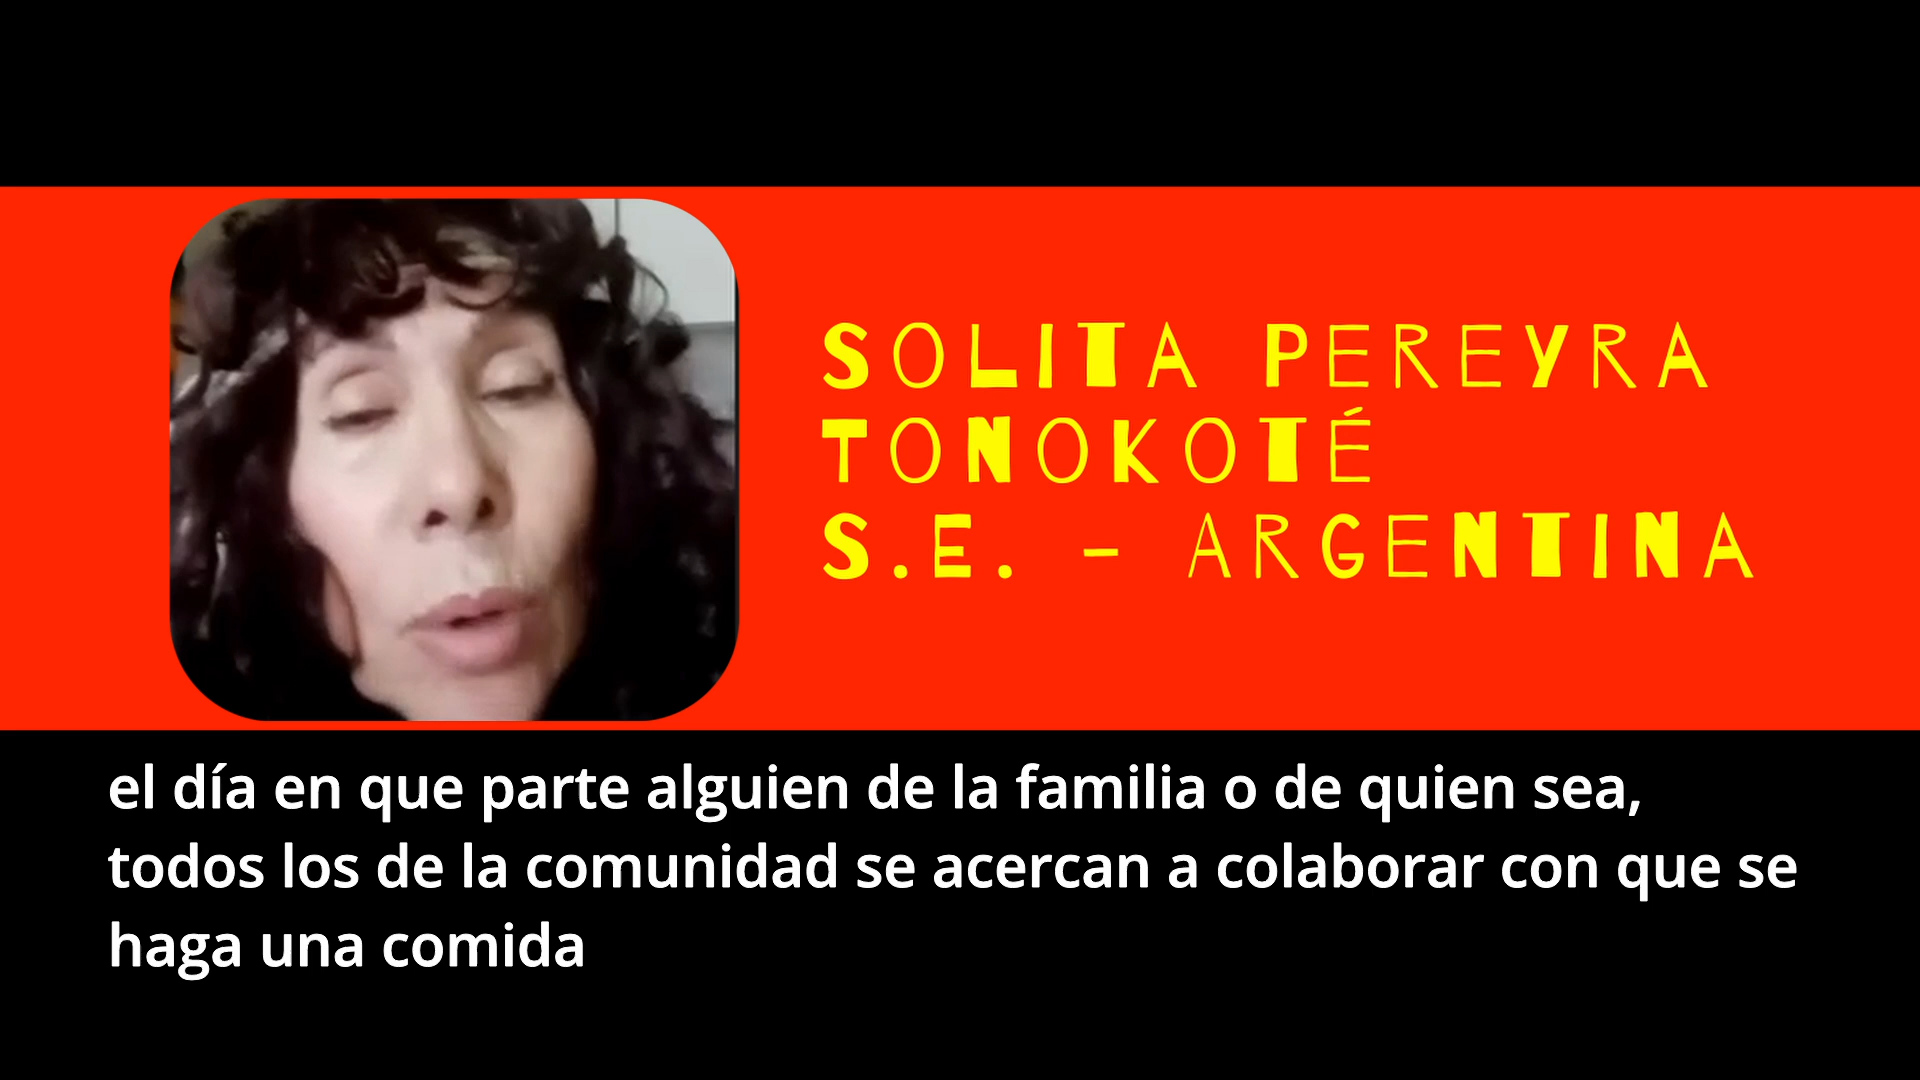 SOLITA PEREYRA
TONOKOTÉ
S.E. - ARGENTINA
el día en que parte alguien de la familia o de quien sea,
todos los de la comunidad se acercan a colaborar con que se
haga una comida